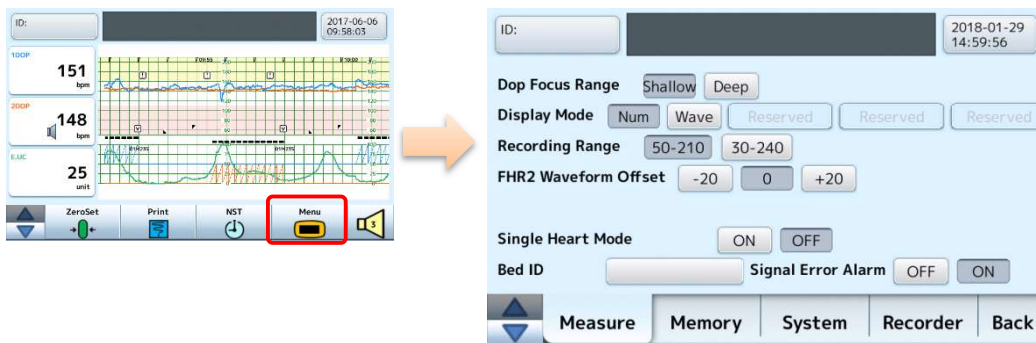 ID:
2017-06-06
09:58:03
1DOP
151
bpm
2DOP
148
bpm
E.UC
25
unit
ZeroSet
Print
NST
Menu
3
ID:
2018-01-29
14:59:56
Dop Focus Range Shallow Deep
Display Mode Num Wave Reserved Reserved Reserved
Recording Range 50-210 30-240
FHR2 Waveform Offset -20 0 +20
Single Heart Mode ON OFF
Bed ID Signal Error Alarm OFF ON
Measure Memory System Recorder Back